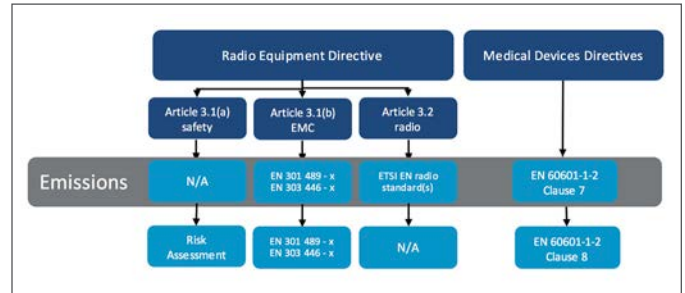 Radio Equipment Directive
Medical Devices Directives
Article 3.1(a)
safety
Article 3.1(b)
EMC
Article 3.2
radio
Emissions
N/A
EN 301 489 - x
EN 303 446 - x
ETSI EN radio
standard(s)
EN 60601-1-2
Clause 7
Risk
Assessment
EN 301 489 - x
EN 303 446 - x
N/A
EN 60601-1-2
Clause 8